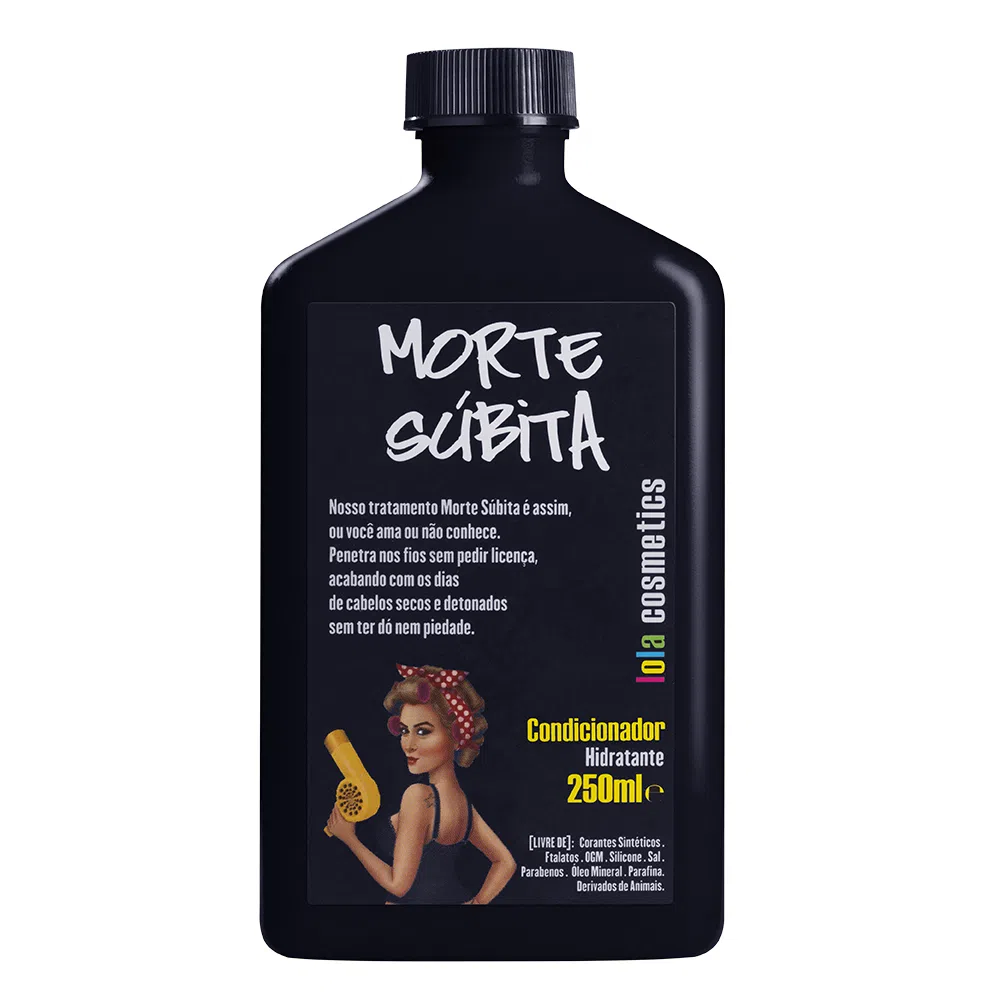 MORTE
SÚBITA
Nosso tratamento Morte Súbita é assim,
ou você ama ou não conhece.
Penetra nos fios sem pedir licença,
acabando com os dias
de cabelos secos e detonados
sem ter dó nem piedade.
lola cosmetics
Condicionador
Hidratante
250ml ℮
[LIVRE DE]: Corantes Sintéticos .
Ftalatos . OGM . Silicone . Sal .
Parabenos . Óleo Mineral . Parafina.
Derivados de Animais.